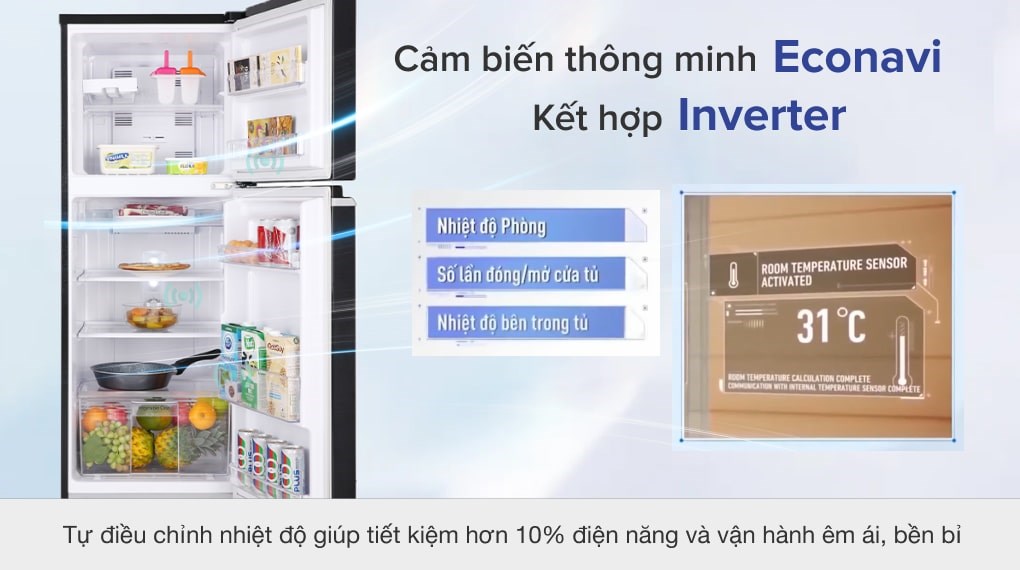 Cảm biến thông minh Econavi
Kết hợp Inverter
Nhiệt độ Phòng
Số lần đóng/mở cửa tủ
Nhiệt độ bên trong tủ
ROOM TEMPERATURE SENSOR
ACTIVATED
31°C
ROOM TEMPERATURE CALCULATION COMPLETE
COMMUNICATION WITH INTERNAL TEMPERATURE SENSOR COMPLETE
PLUS
Tự điều chỉnh nhiệt độ giúp tiết kiệm hơn 10% điện năng và vận hành êm ái, bền bỉ